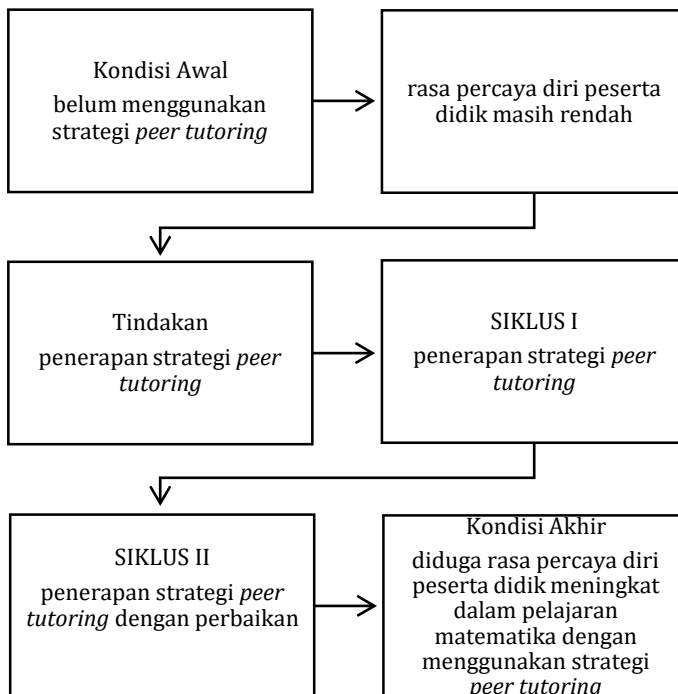 Kondisi Awal
belum menggunakan
strategi peer tutoring
rasa percaya diri peserta
didik masih rendah
Tindakan
penerapan strategi peer
tutoring
SIKLUS I
penerapan strategi peer
tutoring
SIKLUS II
penerapan strategi peer
tutoring dengan perbaikan
Kondisi Akhir
diduga rasa percaya diri
peserta didik meningkat
dalam pelajaran
matematika dengan
menggunakan strategi
peer tutoring